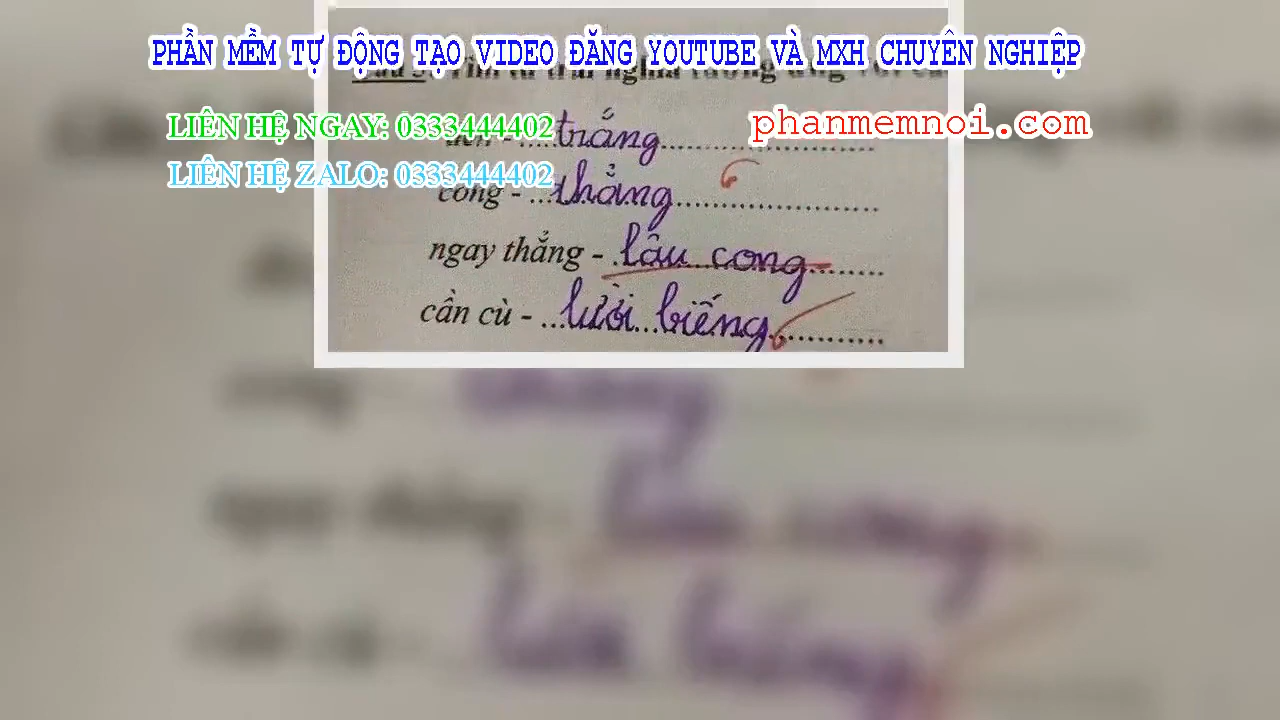 PHẦN MỀM TỰ ĐỘNG TẠO VIDEO ĐĂNG YOUTUBE VÀ MXH CHUYÊN NGHIỆP
LIÊN HỆ NGAY: 0333444402
phanmemnoi.com
LIÊN HỆ ZALO: 0333444402
trắng
cong - ...thẳng
ngay thẳng - lâu cong
cần cù - ...lười...biếng